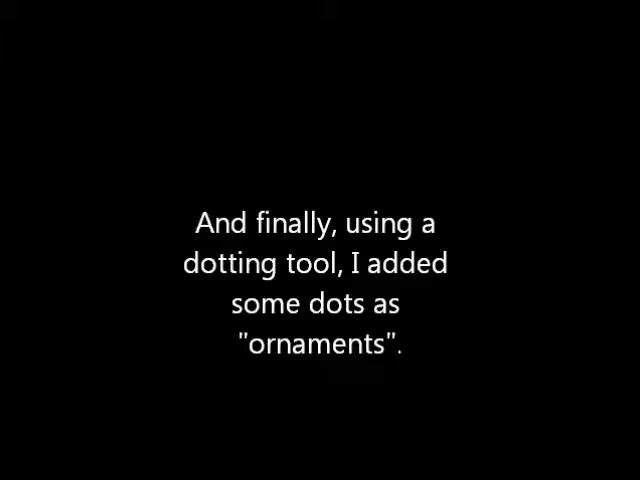 And finally, using a
dotting tool, I added
some dots as
"ornaments".